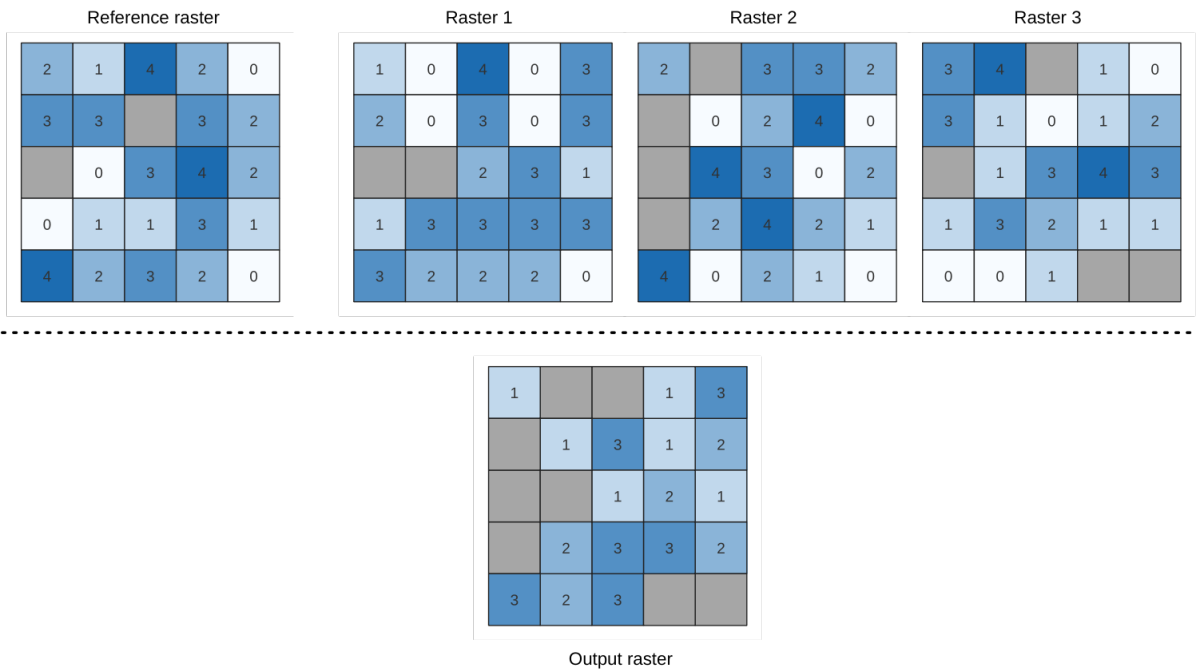 Reference raster Raster 1 Raster 2 Raster 3
2 1 4 2 0 1 0 4 0 3 2 3 3 2 3 4 1 0
3 3 3 2 2 0 3 0 3 0 2 4 0 3 1 0 1 2
0 3 4 2 2 3 1 4 3 0 2 1 3 4 3
0 1 1 3 1 1 3 3 3 3 2 4 2 1 1 3 2 1 1
4 2 3 2 0 3 2 2 2 0 4 0 2 1 0 0 0 1
1 1 3
1 3 1 2
1 2 1
2 3 3 2
3 2 3
Output raster